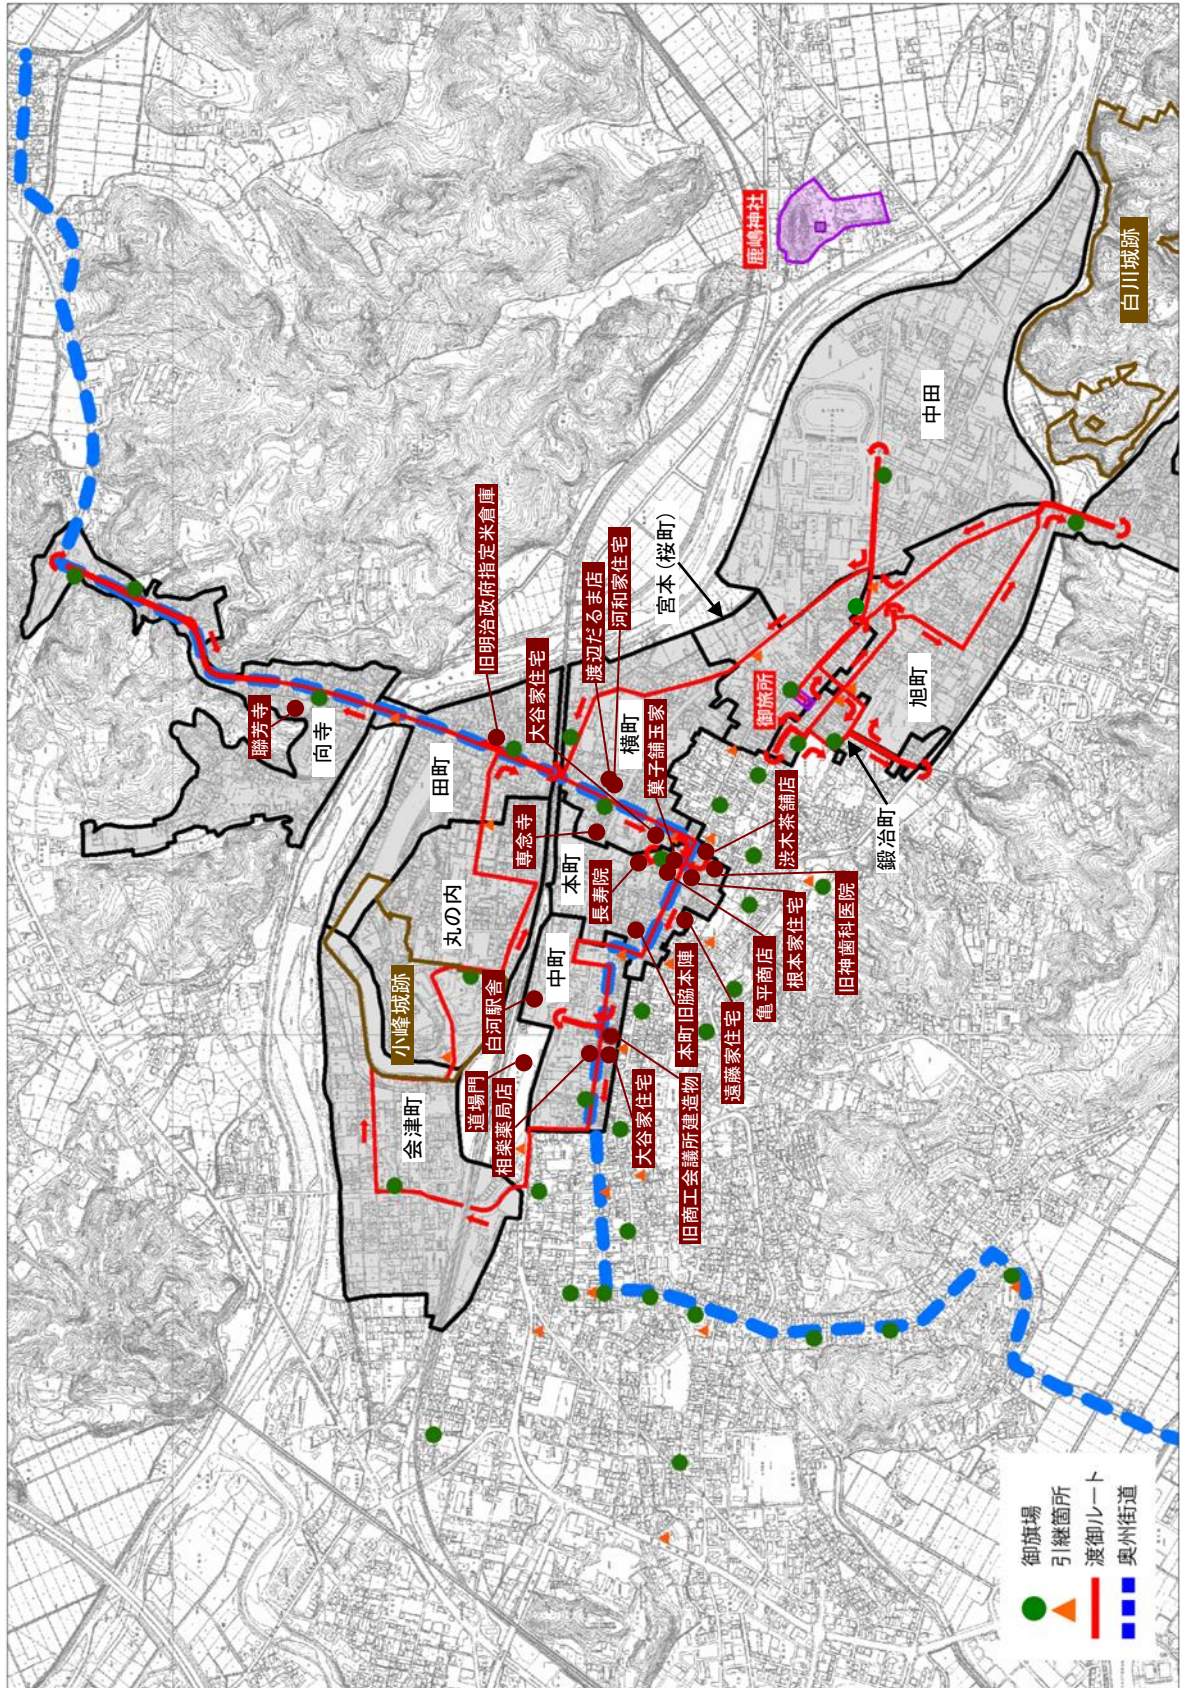 聯芳寺
向寺
小峰城跡
会津町
田町
丸の内
道場門
白河駅舎
相楽薬局店
旧明治政府指定米倉庫
専念寺
大谷家住宅
本町
中町
渡辺だるま店
長寿院
河和家住宅
横町
大谷家住宅
菓子舗玉家
宮本（桜町）
本町旧脇本陣
旧商工会議所建造物
遠藤家住宅
鹿嶋神社
御旅所
亀平商店
渋木茶舗店
根本家住宅
旧神歯科医院
鍛冶町
旭町
中田
白川城跡
御旗場
引継箇所
渡御ルート
奥州街道